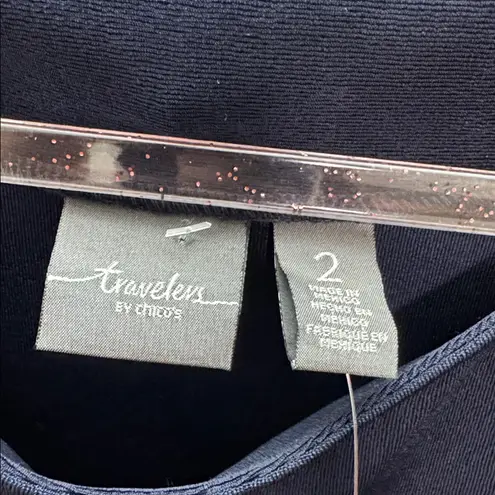 travelers
BY chico's
2
MADE IN
MEXICO
HECHO EN
MEXICO
FABRIQUE EN
MEXIQUE